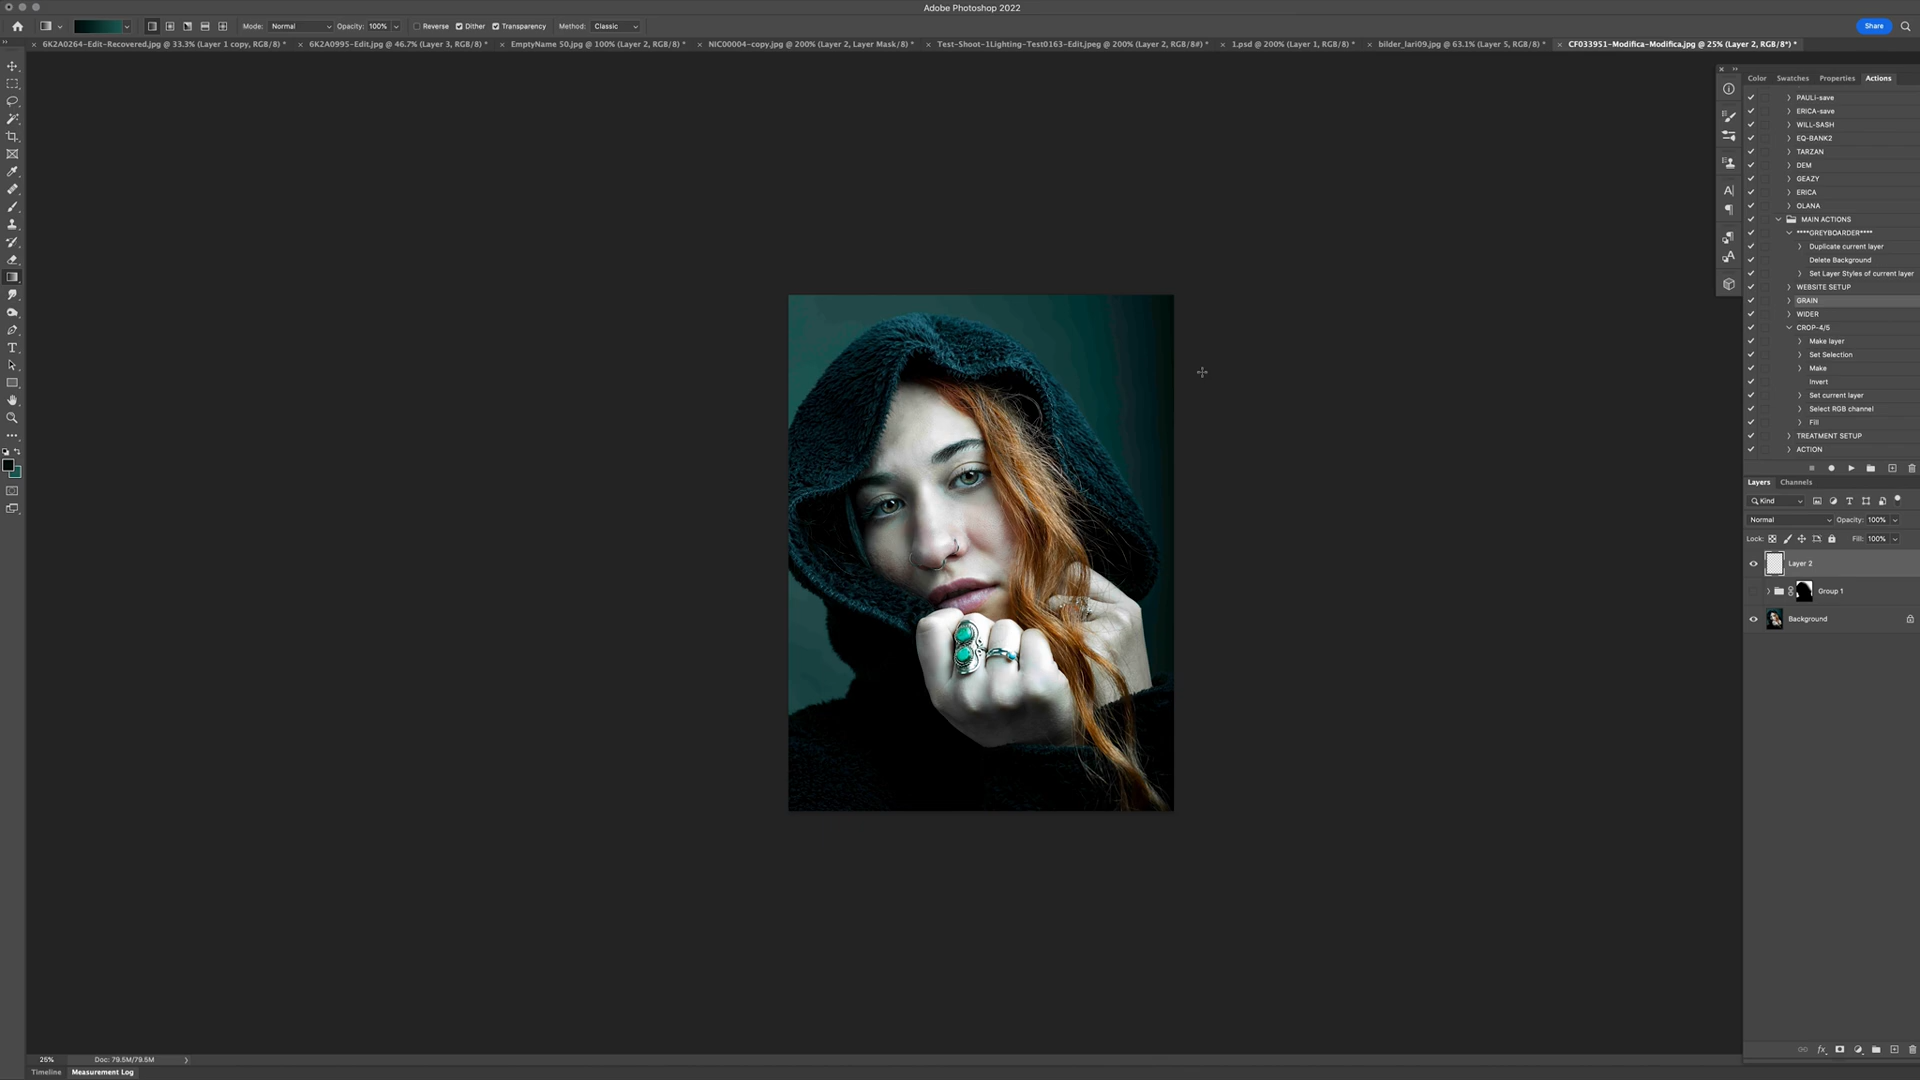 Adobe Photoshop 2022
Mode: Normal Opacity: 100% Reverse Dither Transparency Method: Classic Share
6K2A0264-Edit-Recovered.jpg @ 33.3% (Layer 1 copy, RGB/8) * 6K2A0995-Edit.jpg @ 46.7% (Layer 3, RGB/8) * EmptyName 50.jpg @ 100% (Layer 2, RGB/8) * NIC00004-copy.jpg @ 200% (Layer 2, Layer Mask/8) * Test-Shoot-1Lighting-Test0163-Edit.jpeg @ 200% (Layer 2, RGB/8#) * 1.psd @ 200% (Layer 1, RGB/8) * bilder_lari09.jpg @ 63.1% (Layer 5, RGB/8) * CF033951-Modifica-Modifica.jpg @ 25% (Layer 2, RGB/8*) *
Color Swatches Properties Actions
PAULI-save
ERICA-save
WILL-SASH
EQ-BANK2
TARZAN
DEM
GEAZY
ERICA
OLANA
MAIN ACTIONS
****GREYBOARDER****
Duplicate current layer
Delete Background
Set Layer Styles of current layer
WEBSITE SETUP
GRAIN
WIDER
CROP-4/5
Make layer
Set Selection
Make
Invert
Set current layer
Select RGB channel
Fill
TREATMENT SETUP
ACTION
Layers Channels
Kind
Normal Opacity: 100%
Lock: Fill: 100%
Layer 2
Group 1
Background
25% Doc: 79.5M/79.5M
Timeline Measurement Log